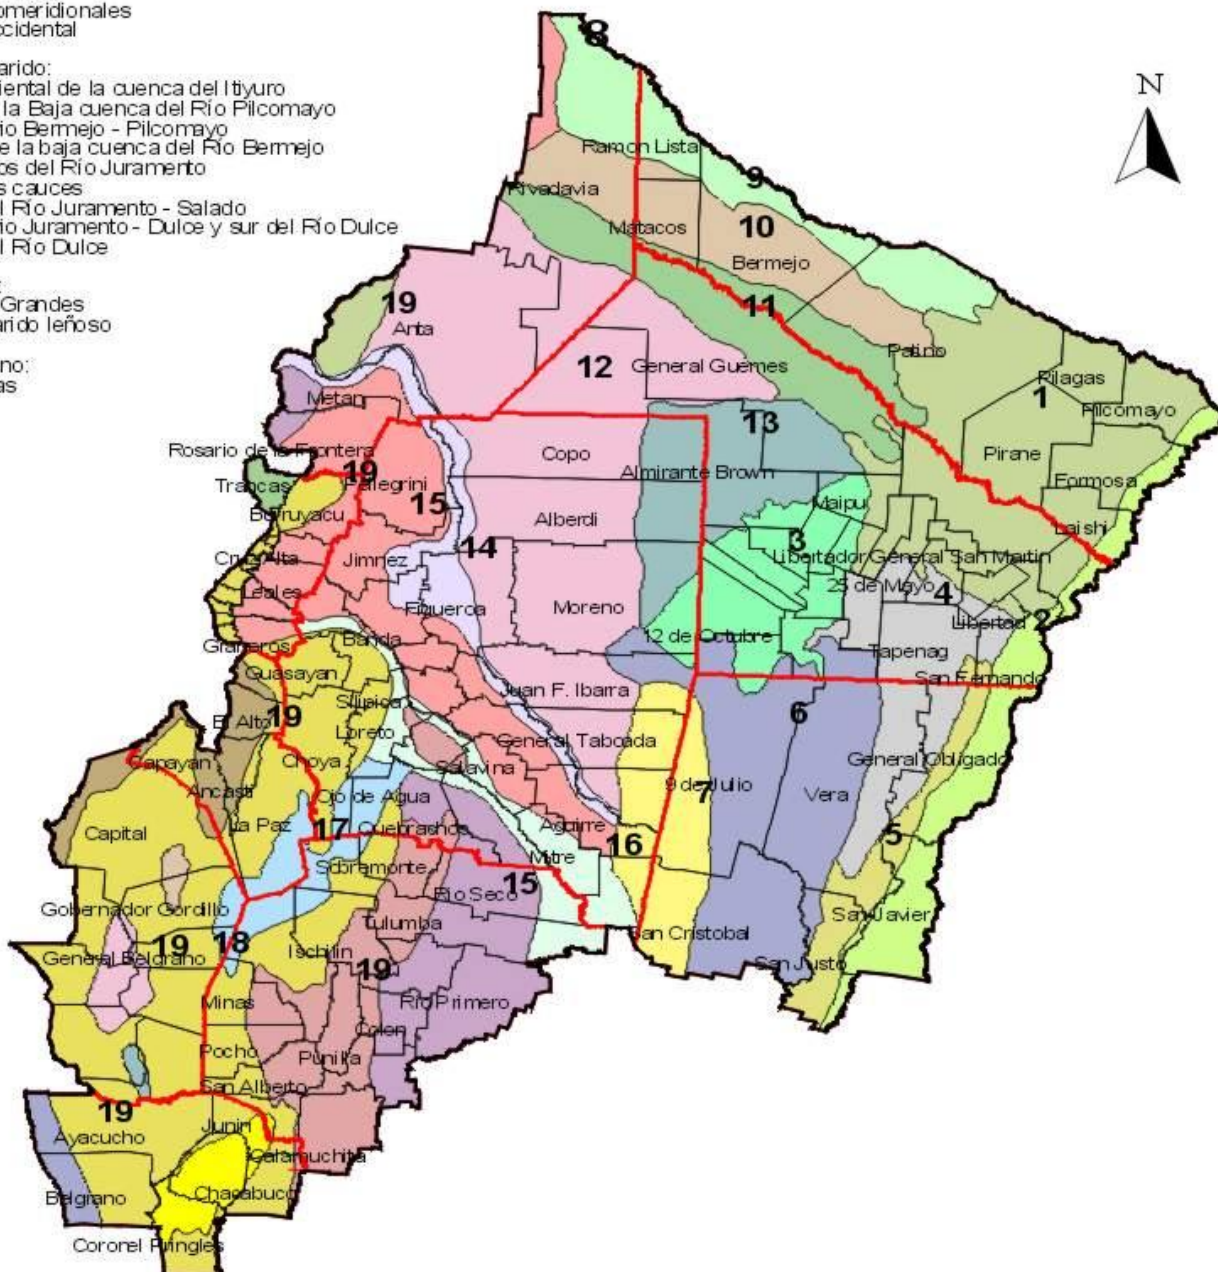 omeridionales
ccidental
arido:
iental de la cuenca del Itiyuro
la Baja cuenca del Río Pilcomayo
io Bermejo - Pilcomayo
e la baja cuenca del Río Bermejo
os del Río Juramento
s cauces
l Río Juramento - Salado
io Juramento - Dulce y sur del Río Dulce
l Río Dulce
:
Grandes
arido leñoso
no:
as
8
N
Ramon Lista
9
Rivadavia
10
Matacos
Bermejo
19
11
Anta
Patino
12
General Guemes
Pilagas
1
Metan
Pilcomayo
13
Rosario de la Frontera
Copo
Pirane
19
Almirante Brown
Trancas
Pellegrini
Formosa
15
Maipu
Burruyacu
Alberdi
Laishi
3
14
Cruz Alta
Jimnez
Libertador General San Martin
25 de Mayo
Leales
4
Figueroa
Moreno
2
Libertad
12 de Octubre
Graneros
Banda
Tapenag
Guasayan
San Fernando
Juan F. Ibarra
Silipica
6
El Alto
19
Loreto
General Taboada
Capayan
Choya
General Obligado
Salavina
9 de Julio
Ancasti
7
Ojo de Agua
Vera
La Paz
17
Quebrachos
Aguirre
Capital
5
16
Mitre
Sobremonte
15
Rio Seco
Gobernador Gordillo
San Javier
Tulumba
San Cristobal
19
18
Ischilin
General Belgrano
San Justo
19
Minas
Rio Primero
Colon
Pocho
Punilla
San Alberto
19
Junin
Ayacucho
Calamuchita
Belgrano
Chacabuco
Coronel Pringles